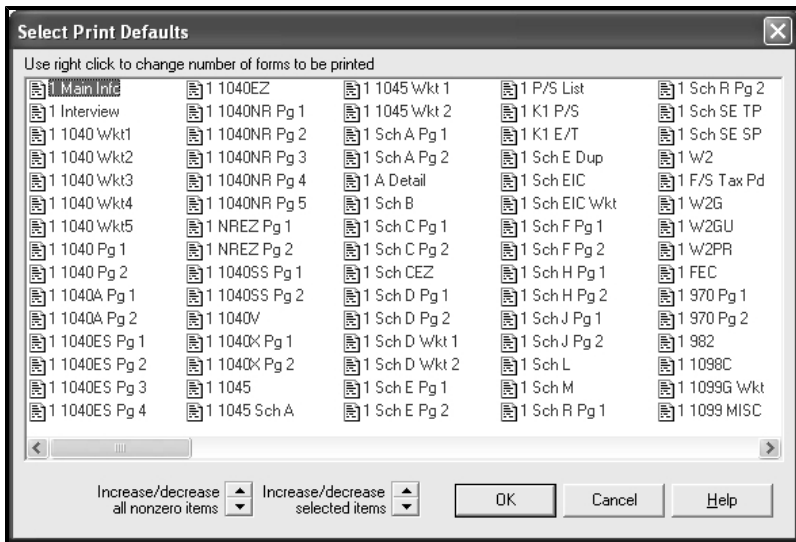 Select Print Defaults
Use right click to change number of forms to be printed
1 Main Info
1 Interview
1 1040 Wkt1
1 1040 Wkt2
1 1040 Wkt3
1 1040 Wkt4
1 1040 Wkt5
1 1040 Pg 1
1 1040 Pg 2
1 1040A Pg 1
1 1040A Pg 2
1 1040ES Pg 1
1 1040ES Pg 2
1 1040ES Pg 3
1 1040ES Pg 4
1 1040EZ
1 1040NR Pg 1
1 1040NR Pg 2
1 1040NR Pg 3
1 1040NR Pg 4
1 1040NR Pg 5
1 NREZ Pg 1
1 NREZ Pg 2
1 1040SS Pg 1
1 1040SS Pg 2
1 1040V
1 1040X Pg 1
1 1040X Pg 2
1 1045
1 1045 Sch A
1 1045 Wkt 1
1 1045 Wkt 2
1 Sch A Pg 1
1 Sch A Pg 2
1 A Detail
1 Sch B
1 Sch C Pg 1
1 Sch C Pg 2
1 Sch CEZ
1 Sch D Pg 1
1 Sch D Pg 2
1 Sch D Wkt 1
1 Sch D Wkt 2
1 Sch E Pg 1
1 Sch E Pg 2
1 P/S List
1 K1 P/S
1 K1 E/T
1 Sch E Dup
1 Sch EIC
1 Sch EIC Wkt
1 Sch F Pg 1
1 Sch F Pg 2
1 Sch H Pg 1
1 Sch H Pg 2
1 Sch J Pg 1
1 Sch J Pg 2
1 Sch L
1 Sch M
1 Sch R Pg 1
1 Sch R Pg 2
1 Sch SE TP
1 Sch SE SP
1 W2
1 F/S Tax Pd
1 W2G
1 W2GU
1 W2PR
1 FEC
1 970 Pg 1
1 970 Pg 2
1 982
1 1098C
1 1099G Wkt
1 1099 MISC
Increase/decrease
all nonzero items
Increase/decrease
selected items
OK
Cancel
Help